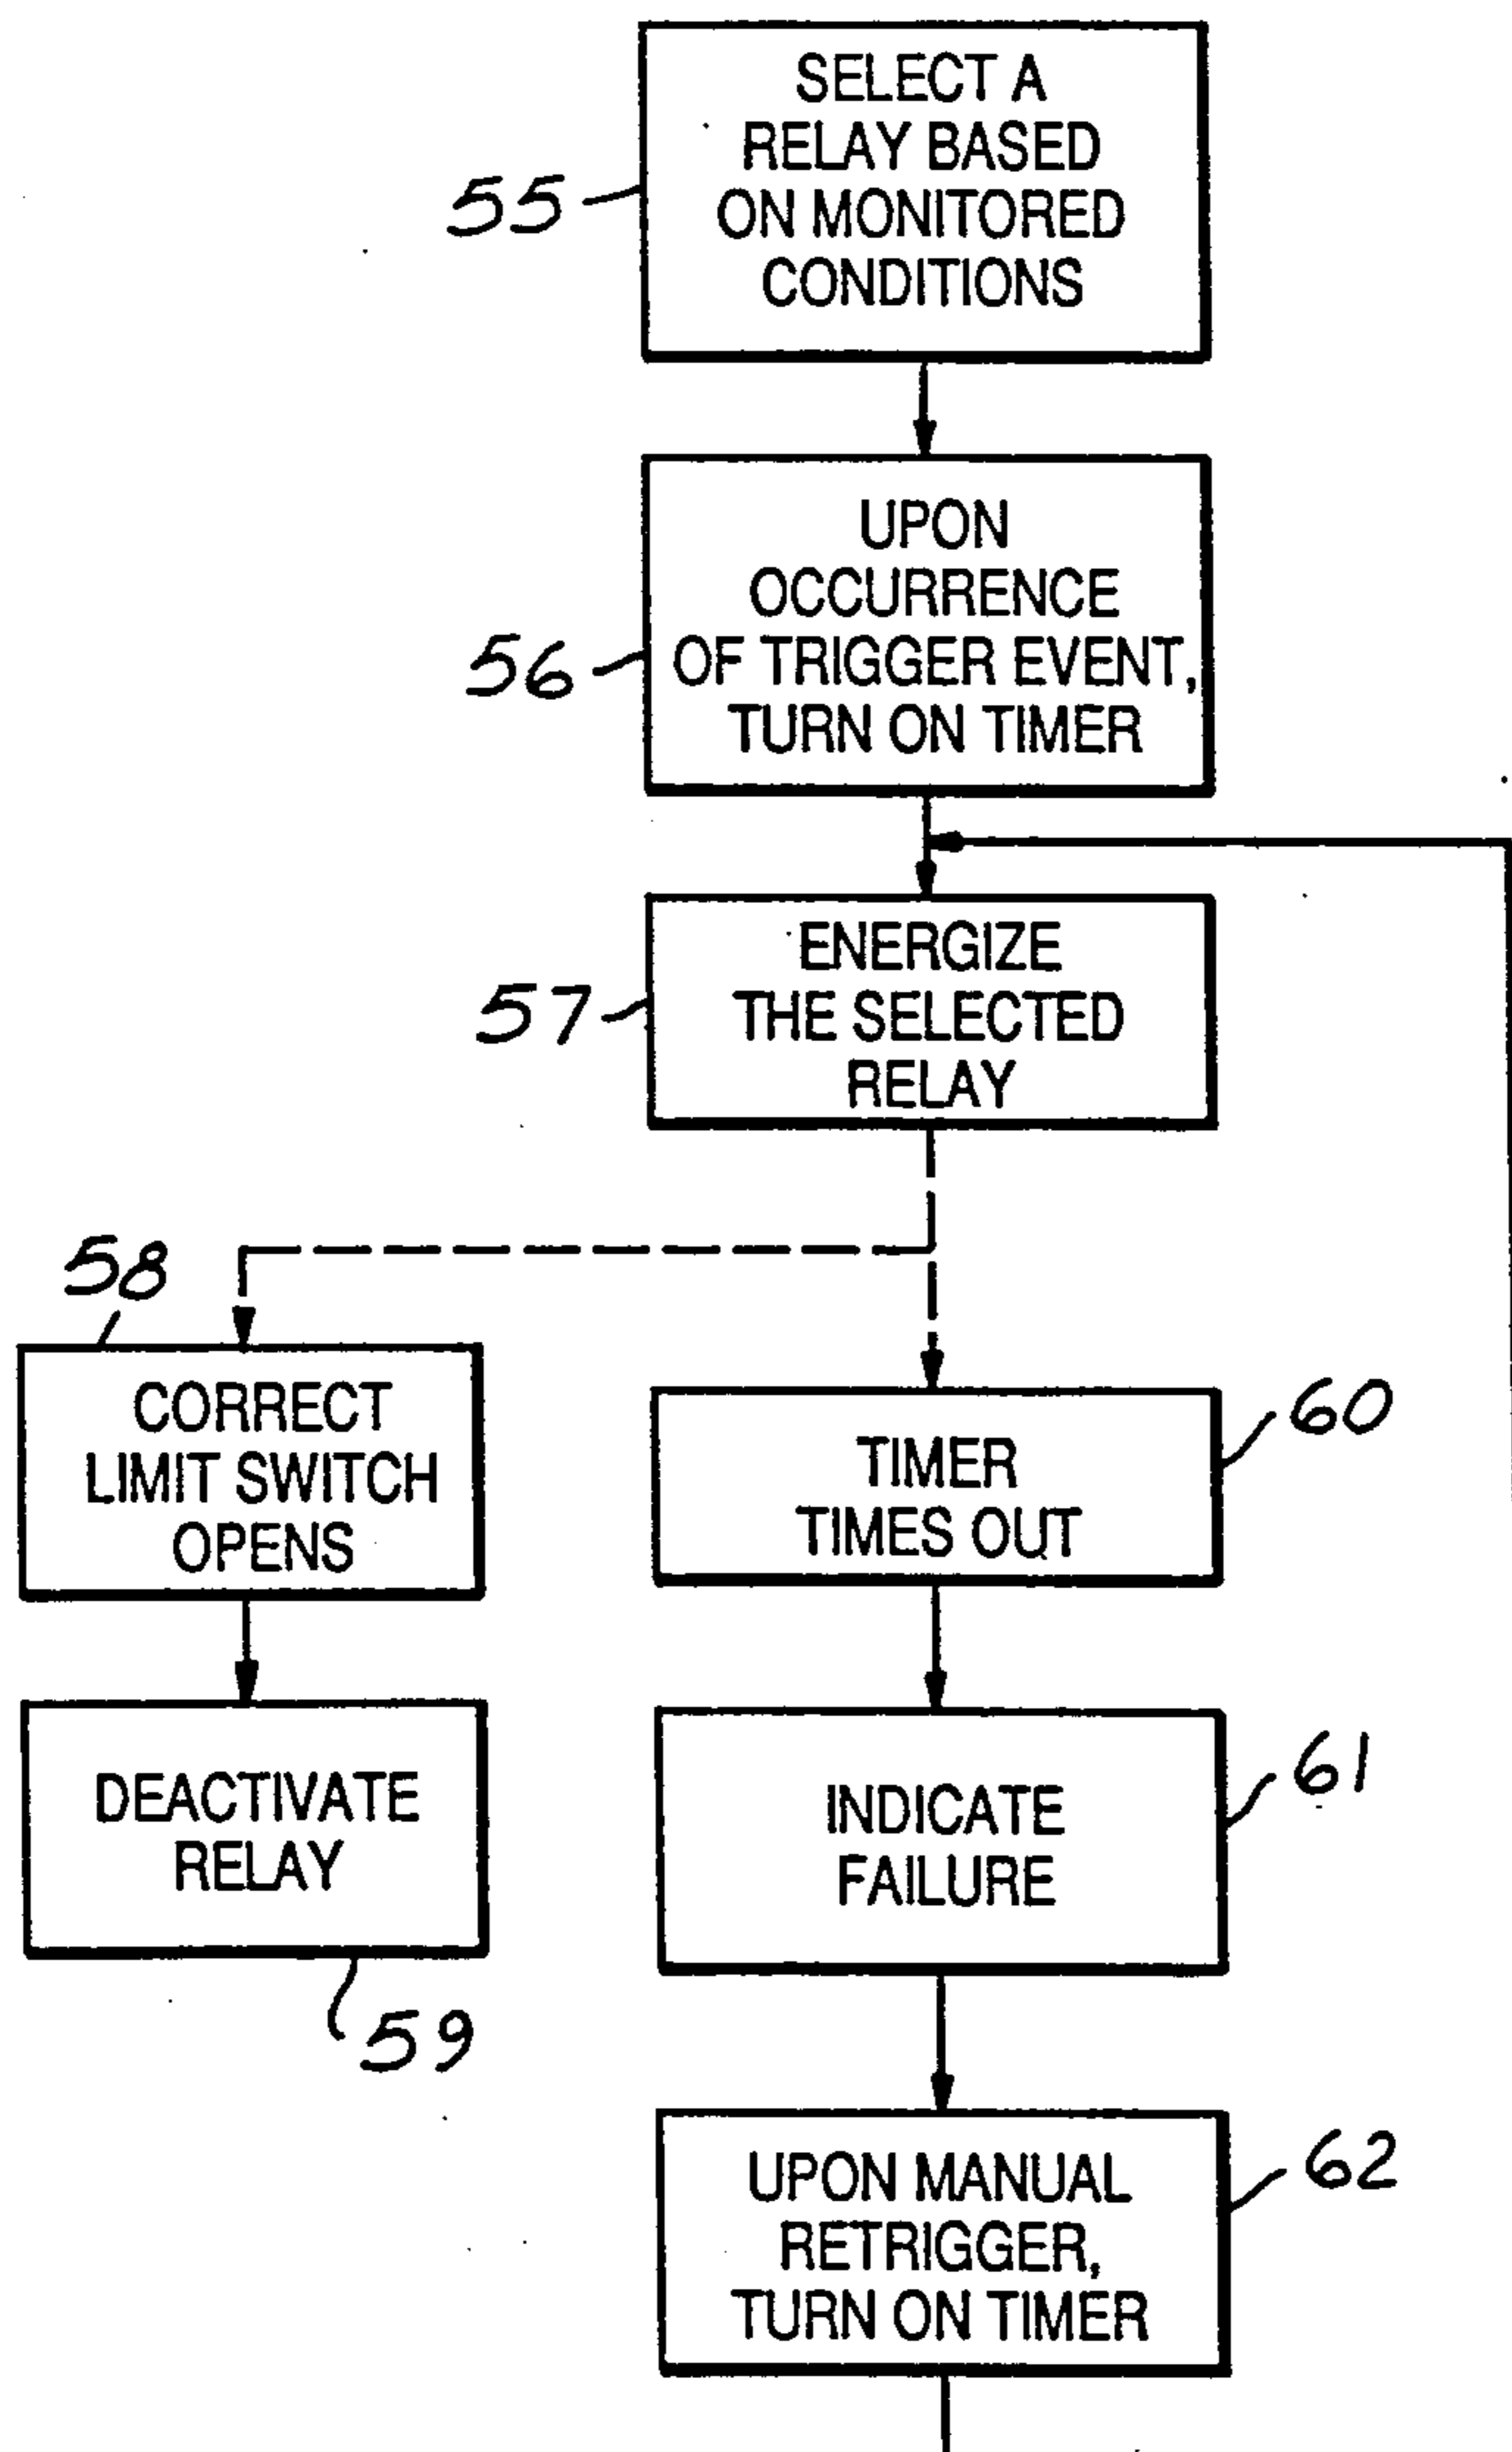 SELECT A
RELAY BASED
ON MONITORED
CONDITIONS
55
UPON
OCCURRENCE
OF TRIGGER EVENT,
TURN ON TIMER
56
ENERGIZE
THE SELECTED
RELAY
57
58
CORRECT
LIMIT SWITCH
OPENS
DEACTIVATE
RELAY
59
TIMER
TIMES OUT
60
INDICATE
FAILURE
61
UPON MANUAL
RETRIGGER,
TURN ON TIMER
62